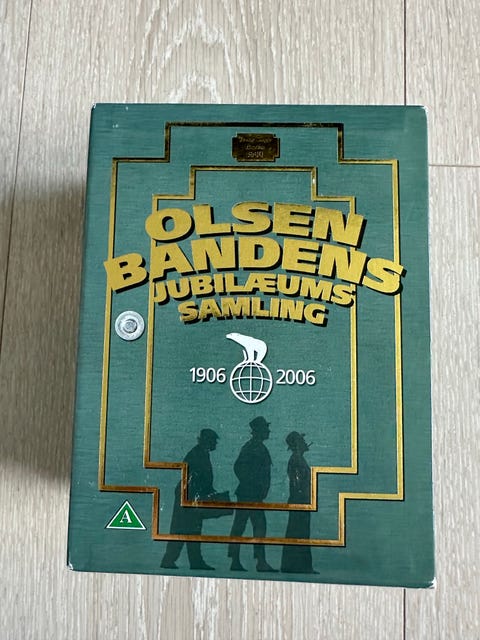 OLSEN
BANDENS
JUBILÆUMS
SAMLING
1906 2006
A